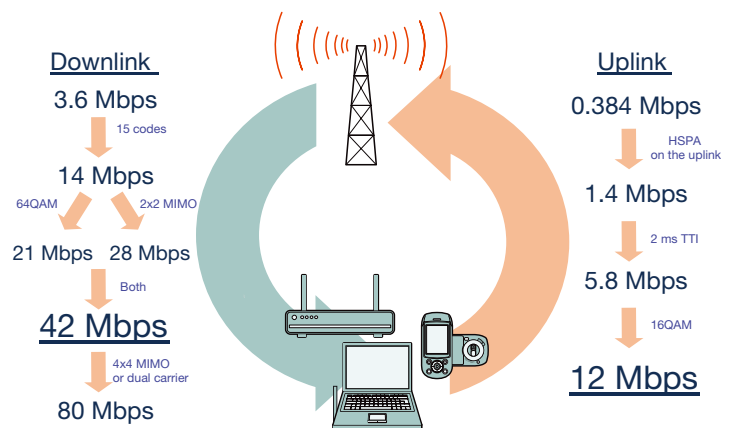 Downlink
3.6 Mbps
15 codes
14 Mbps
64QAM
2x2 MIMO
21 Mbps
28 Mbps
Both
42 Mbps
4x4 MIMO
or dual carrier
80 Mbps
Uplink
0.384 Mbps
HSPA
on the uplink
1.4 Mbps
2 ms TTI
5.8 Mbps
16QAM
12 Mbps